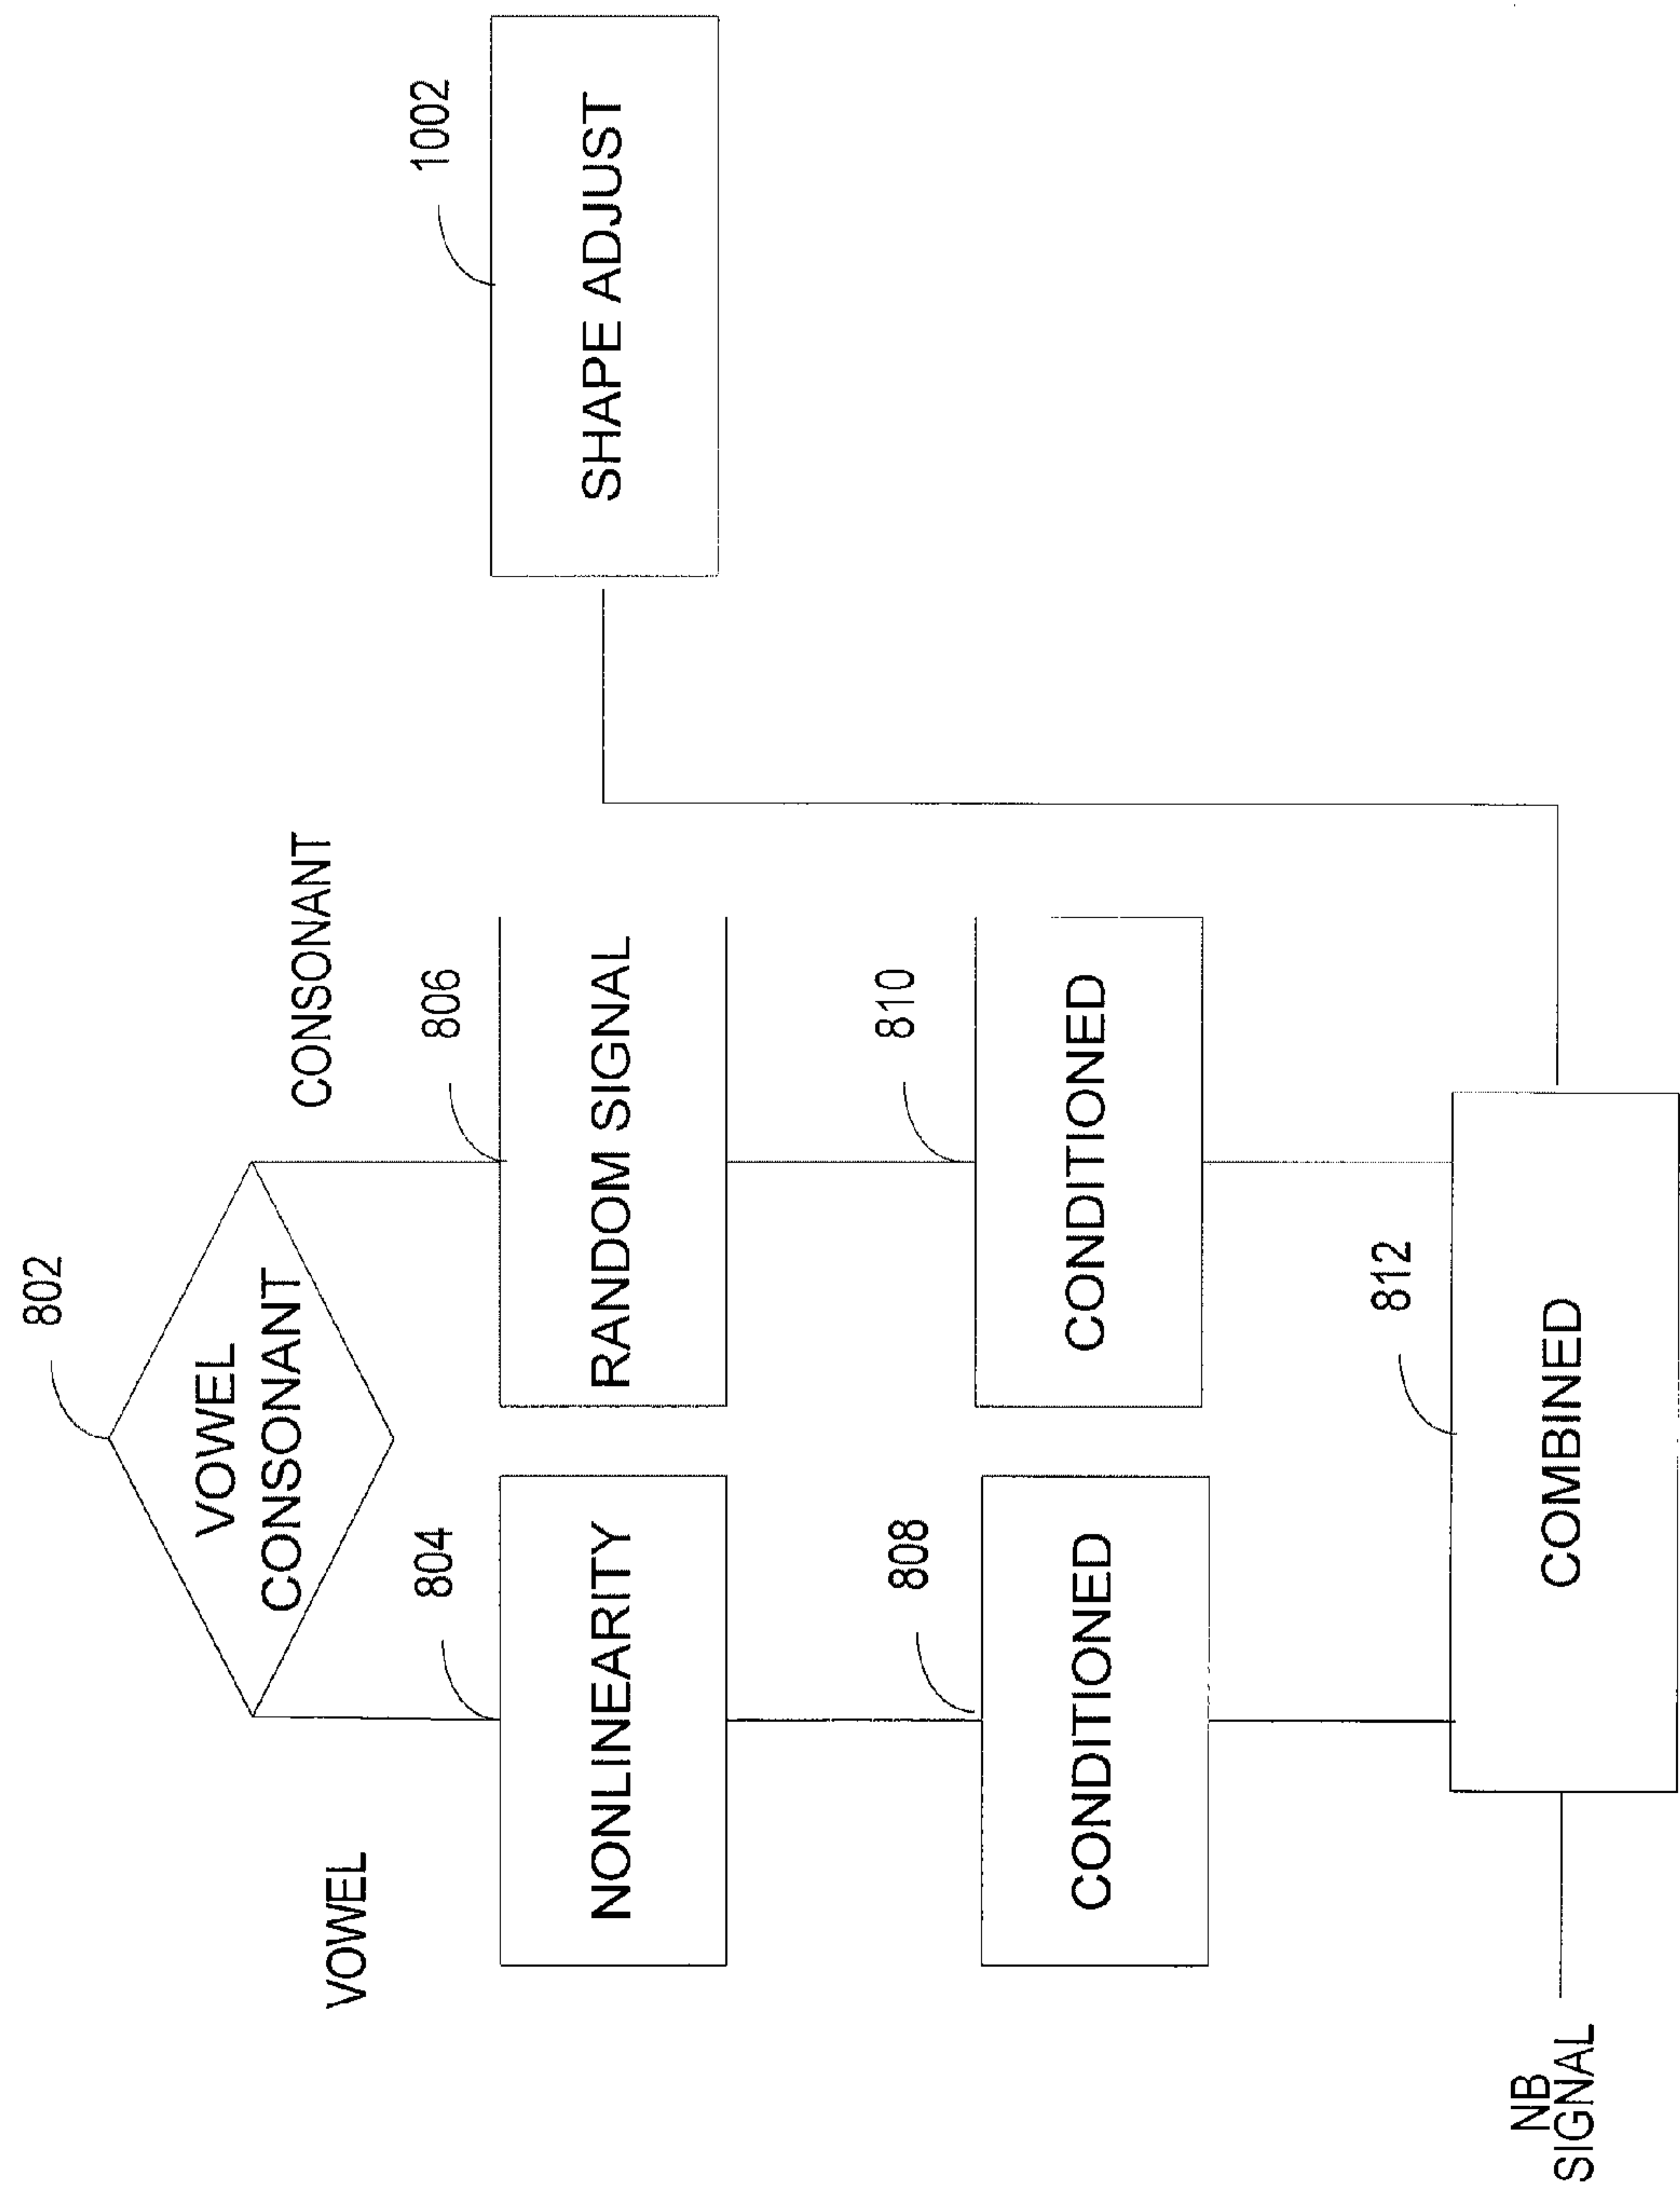 802
VOWEL
CONSONANT
VOWEL
CONSONANT
804
NONLINEARITY
806
RANDOM SIGNAL
1002
SHAPE ADJUST
808
CONDITIONED
810
CONDITIONED
812
NB
SIGNAL
COMBINED